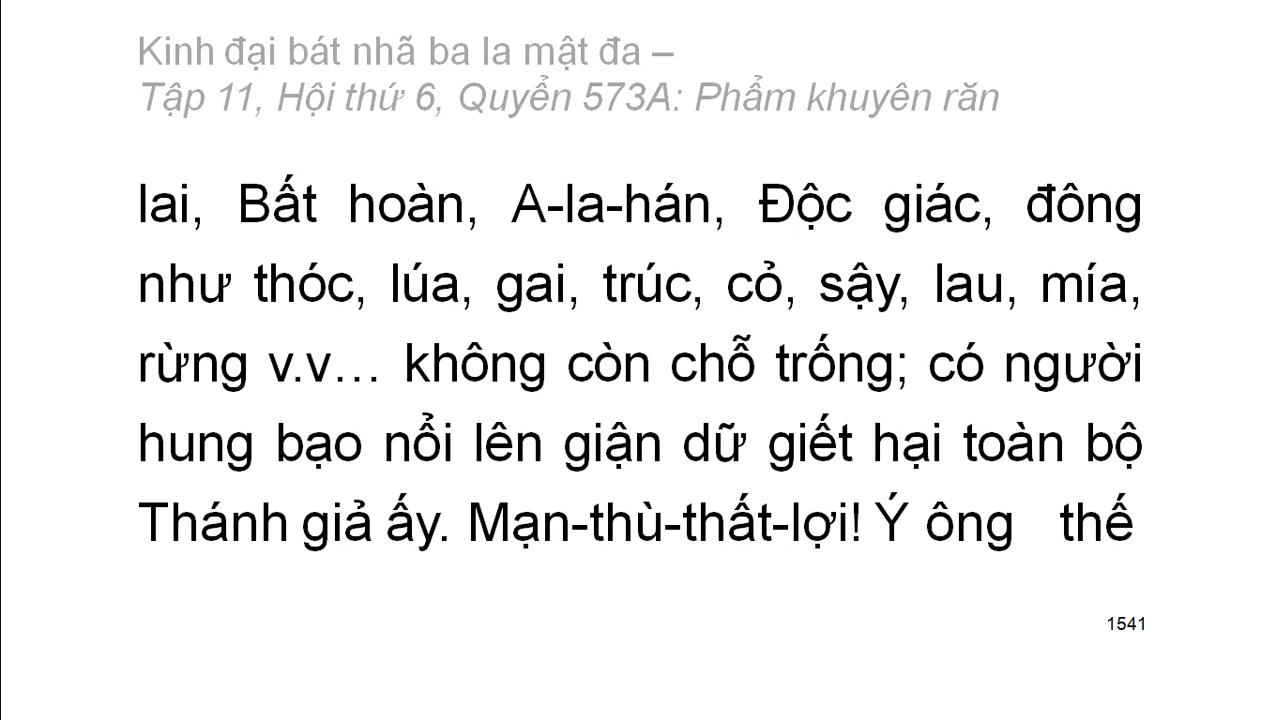 Kinh đại bát nhã ba la mật đa –
Tập 11, Hội thứ 6, Quyển 573A: Phẩm khuyên răn
lai, Bất hoàn, A-la-hán, Độc giác, đông
như thóc, lúa, gai, trúc, cỏ, sậy, lau, mía,
rừng v.v… không còn chỗ trống; có người
hung bạo nổi lên giận dữ giết hại toàn bộ
Thánh giả ấy. Mạn-thù-thất-lợi! Ý ông thế
1541